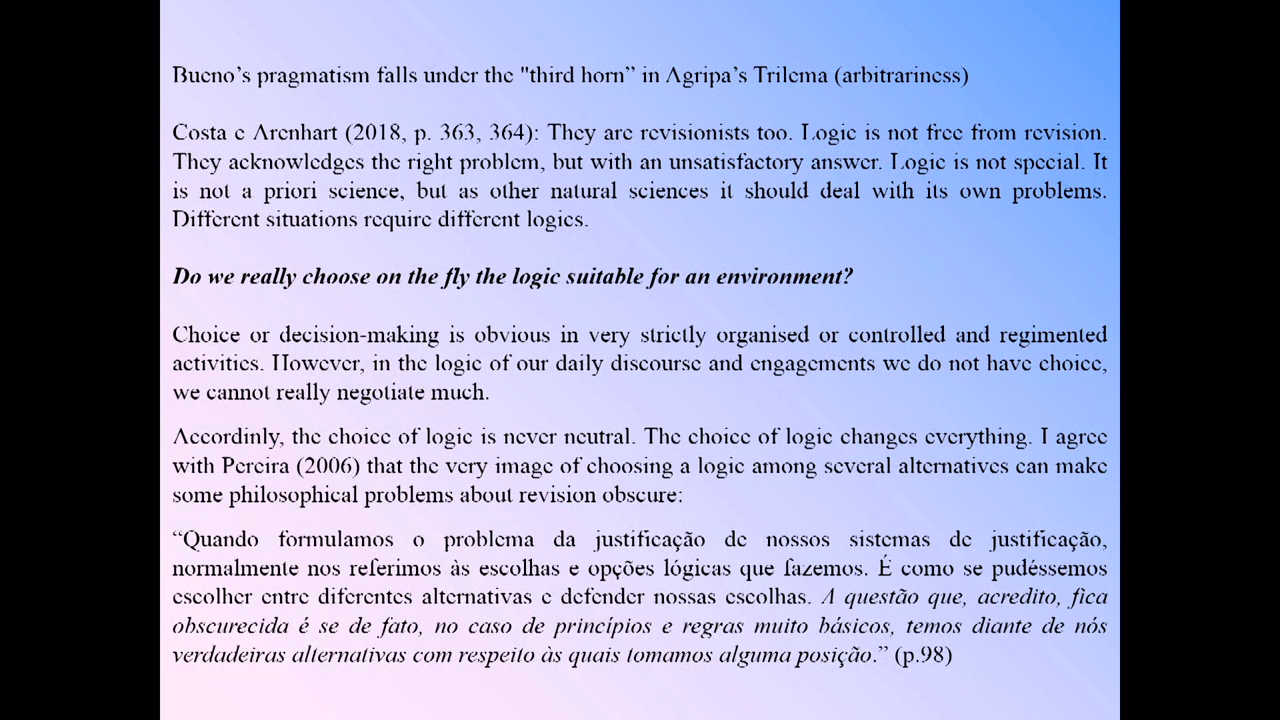 Bueno’s pragmatism falls under the "third horn” in Agripa’s Trilema (arbitrariness)
Costa e Arenhart (2018, p. 363, 364): They are revisionists too. Logic is not free from revision.
They acknowledges the right problem, but with an unsatisfactory answer. Logic is not special. It
is not a priori science, but as other natural sciences it should deal with its own problems.
Different situations require different logics.
Do we really choose on the fly the logic suitable for an environment?
Choice or decision-making is obvious in very strictly organised or controlled and regimented
activities. However, in the logic of our daily discourse and engagements we do not have choice,
we cannot really negotiate much.
Accordinly, the choice of logic is never neutral. The choice of logic changes everything. I agree
with Pereira (2006) that the very image of choosing a logic among several alternatives can make
some philosophical problems about revision obscure:
“Quando formulamos o problema da justificação de nossos sistemas de justificação,
normalmente nos referimos às escolhas e opções lógicas que fazemos. É como se pudéssemos
escolher entre diferentes alternativas e defender nossas escolhas. A questão que, acredito, fica
obscurecida é se de fato, no caso de princípios e regras muito básicos, temos diante de nós
verdadeiras alternativas com respeito às quais tomamos alguma posição.” (p.98)